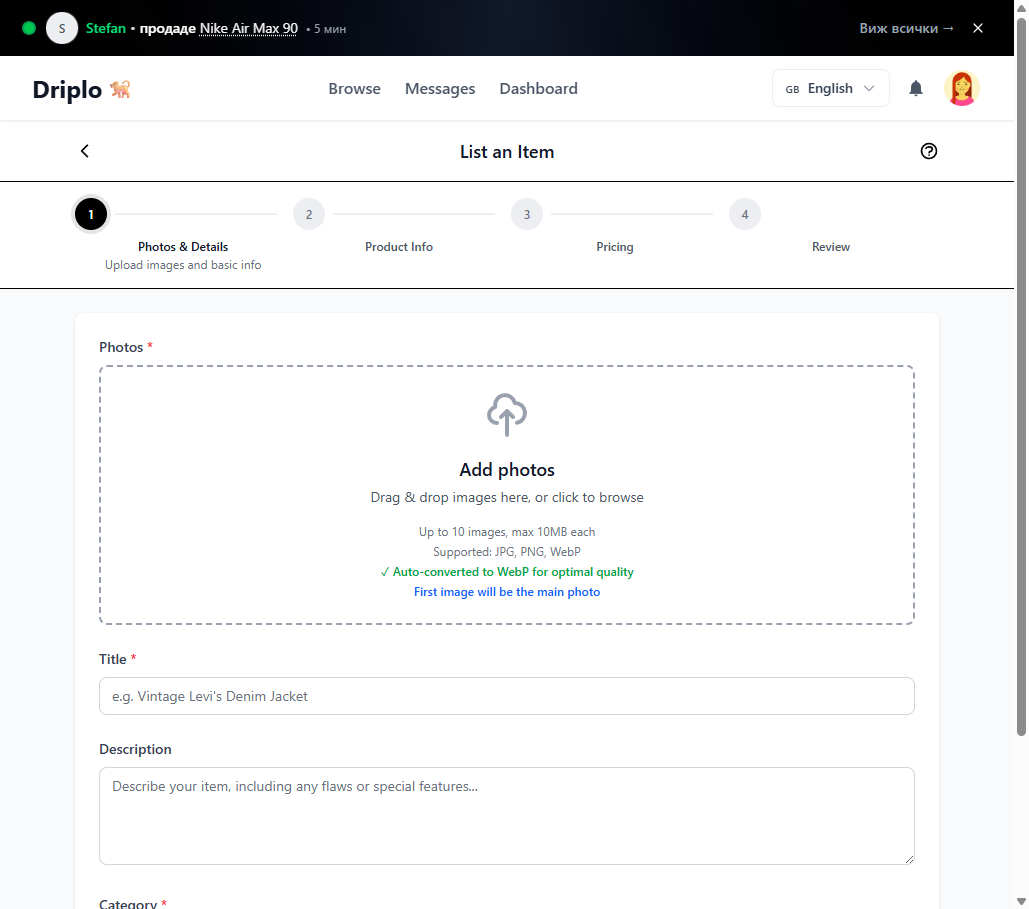 S Stefan • продаде Nike Air Max 90 • 5 мин Виж всички → ✕
Driplo 🐈
Browse Messages Dashboard
GB English
List an Item
1 2 3 4
Photos & Details Product Info Pricing Review
Upload images and basic info
Photos *
Add photos
Drag & drop images here, or click to browse
Up to 10 images, max 10MB each
Supported: JPG, PNG, WebP
✓ Auto-converted to WebP for optimal quality
First image will be the main photo
Title *
e.g. Vintage Levi's Denim Jacket
Description
Describe your item, including any flaws or special features...
Category *